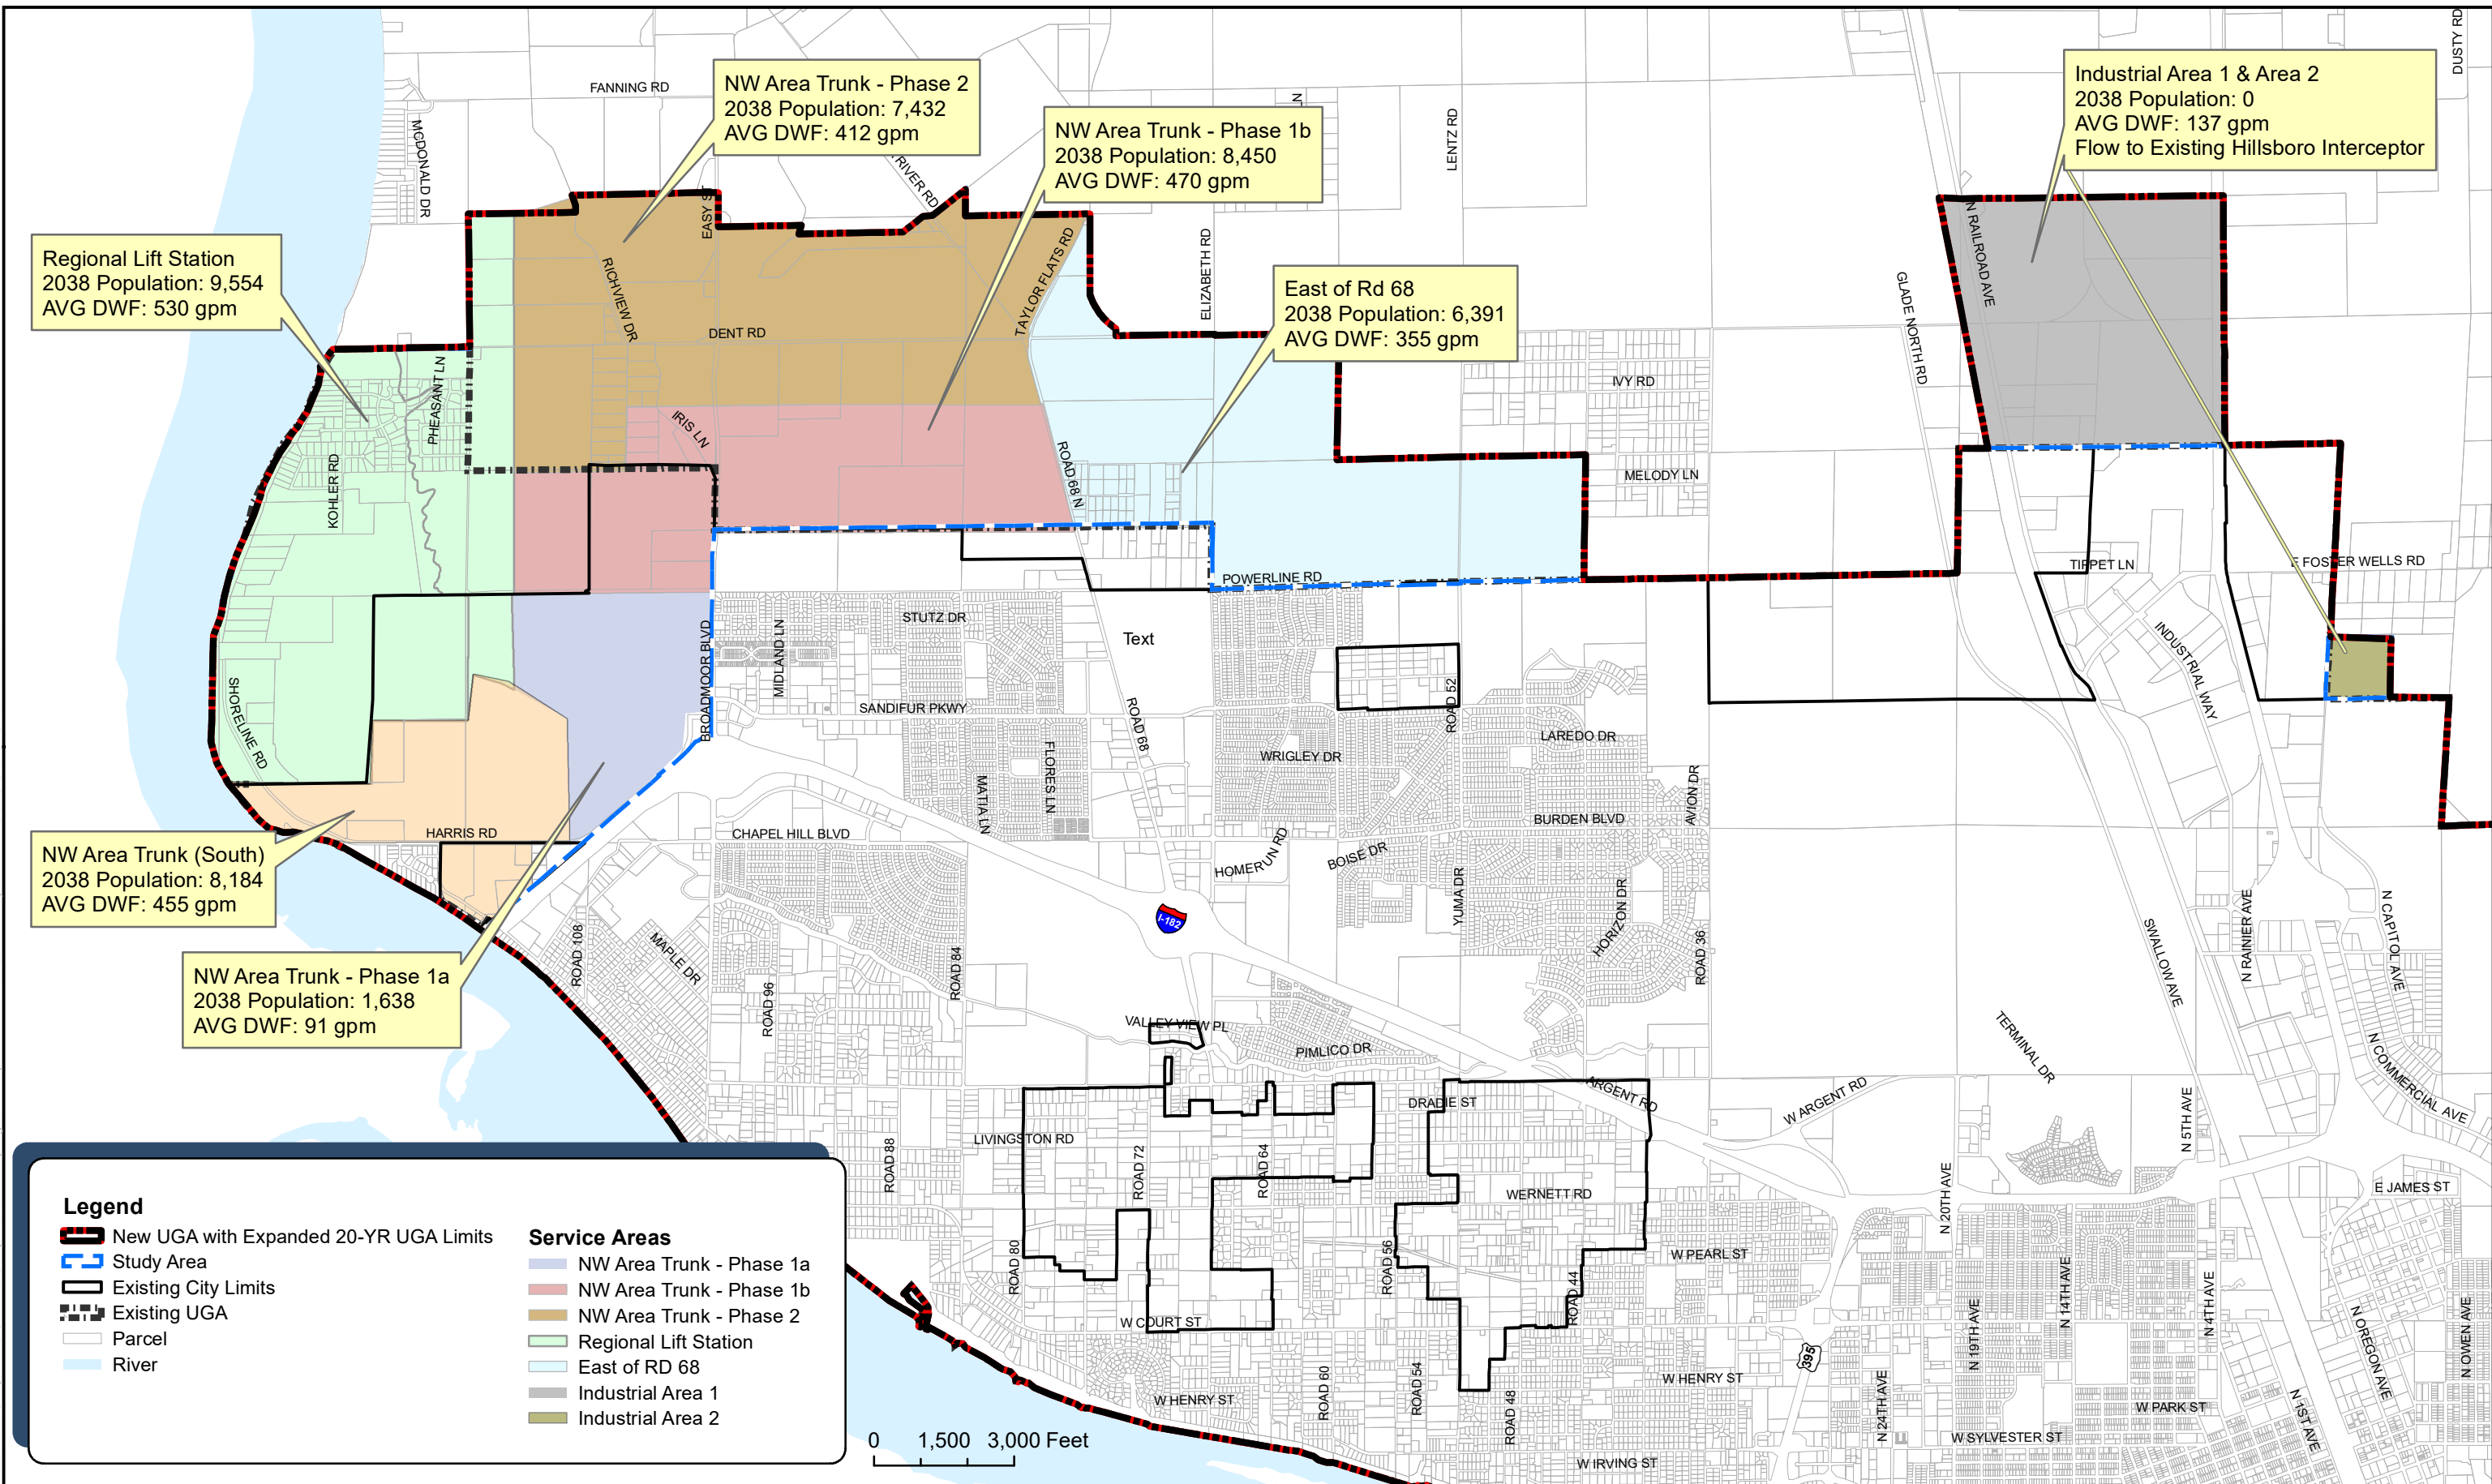 DUSTY RD
FANNING RD
MCDONALD DR
NW Area Trunk - Phase 2
2038 Population: 7,432
AVG DWF: 412 gpm
NW Area Trunk - Phase 1b
2038 Population: 8,450
AVG DWF: 470 gpm
Industrial Area 1 & Area 2
2038 Population: 0
AVG DWF: 137 gpm
Flow to Existing Hillsboro Interceptor
LENTZ RD
RIVER RD
EASY ST
Regional Lift Station
2038 Population: 9,554
AVG DWF: 530 gpm
RICHVIEW DR
DENT RD
TAYLOR FLATS RD
ELIZABETH RD
East of Rd 68
2038 Population: 6,391
AVG DWF: 355 gpm
GLADE NORTH RD
N RAILROAD AVE
IVY RD
MELODY LN
PHEASANT LN
KOHLER RD
IRIS LN
ROAD 68 N
POWERLINE RD
TIPPET LN
E FOSTER WELLS RD
STUTZ DR
Text
BROADMOOR BLVD
MIDLAND LN
SANDIFUR PKWY
SHORELINE RD
ROAD 68
ROAD 52
INDUSTRIAL WAY
WRIGLEY DR
LAREDO DR
MATIA LN
FLORES LN
AVION DR
HARRIS RD
CHAPEL HILL BLVD
BURDEN BLVD
HOMER RUN RD
BOISE DR
YUMA DR
HORIZON DR
ROAD 36
NW Area Trunk (South)
2038 Population: 8,184
AVG DWF: 455 gpm
NW Area Trunk - Phase 1a
2038 Population: 1,638
AVG DWF: 91 gpm
ROAD 108
MAPLE DR
ROAD 96
ROAD 84
I-182
SWALLOW AVE
N RAINIER AVE
N CAPITOL AVE
VALLEY VIEW PL
PIMLICO DR
TERMINAL DR
N COMMERCIAL AVE
ARGENT RD
W ARGENT RD
DRADIE ST
LIVINGSTON RD
ROAD 88
ROAD 72
ROAD 64
N 5TH AVE
WERNETT RD
E JAMES ST
N 20TH AVE
ROAD 80
ROAD 56
W PEARL ST
ROAD 44
N 14TH AVE
N 19TH AVE
N 4TH AVE
N OREGON AVE
N OWEN AVE
W COURT ST
395
W HENRY ST
W HENRY ST
ROAD 60
ROAD 54
ROAD 48
N 24TH AVE
W PARK ST
N 1ST AVE
W SYLVESTER ST
W IRVING ST
Legend
New UGA with Expanded 20-YR UGA Limits
Study Area
Existing City Limits
Existing UGA
Parcel
River
Service Areas
NW Area Trunk - Phase 1a
NW Area Trunk - Phase 1b
NW Area Trunk - Phase 2
Regional Lift Station
East of RD 68
Industrial Area 1
Industrial Area 2
0 1,500 3,000 Feet